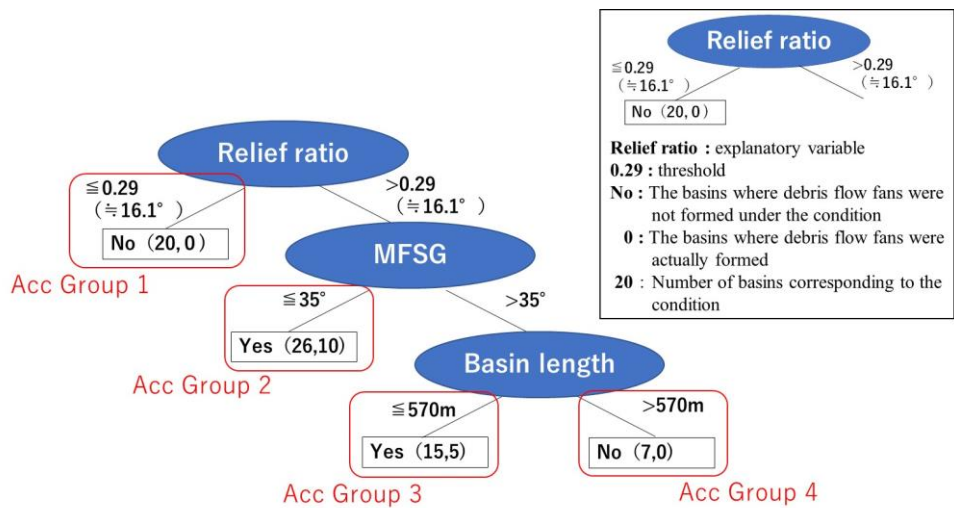 Relief ratio
≦0.29
(≒16.1°)
>0.29
(≒16.1°)
No (20,0)
Acc Group 1
MFSG
≦35°
>35°
Yes (26,10)
Acc Group 2
Basin length
≦570m
>570m
Yes (15,5)
No (7,0)
Acc Group 3
Acc Group 4
Relief ratio
≦0.29
(≒16.1°)
>0.29
(≒16.1°)
No (20,0)
Relief ratio : explanatory variable
0.29 : threshold
No : The basins where debris flow fans were
not formed under the condition
0 : The basins where debris flow fans were
actually formed
20 : Number of basins corresponding to the
condition